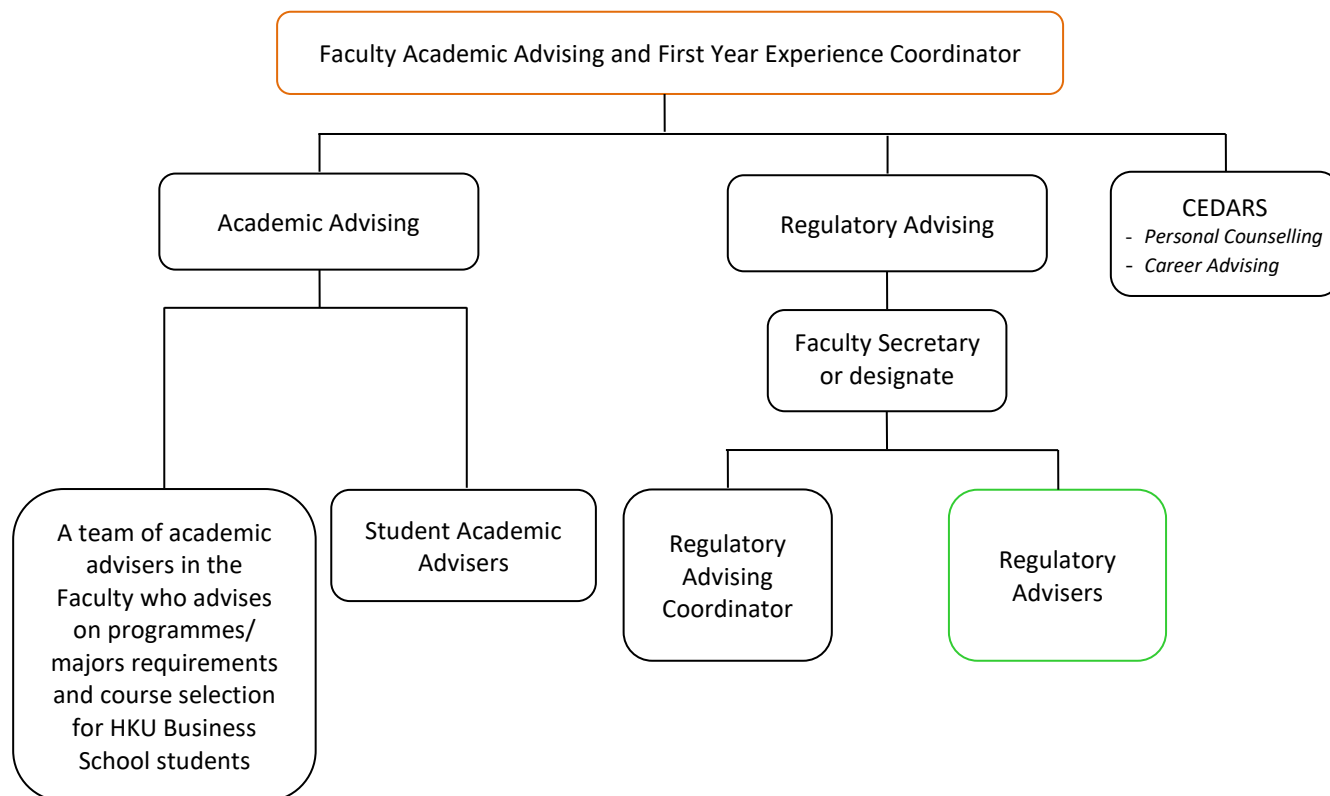 Faculty Academic Advising and First Year Experience Coordinator
Academic Advising
Regulatory Advising
CEDARS
- Personal Counselling
- Career Advising
Faculty Secretary
or designate
A team of academic
advisers in the
Faculty who advises
on programmes/
majors requirements
and course selection
for HKU Business
School students
Student Academic
Advisers
Regulatory
Advising
Coordinator
Regulatory
Advisers